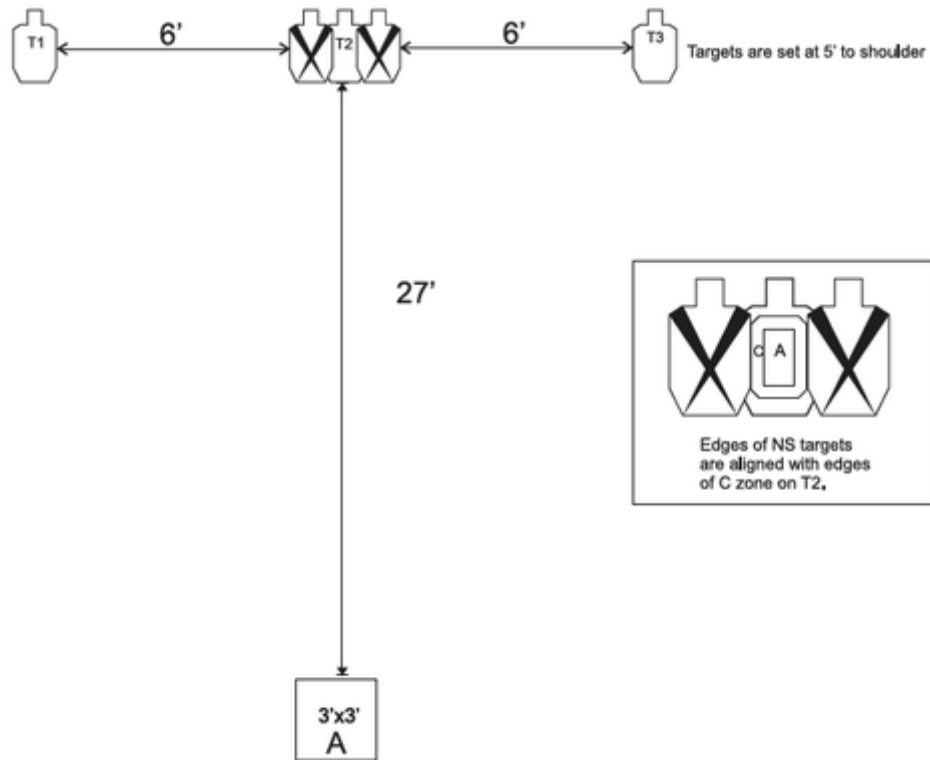 T1
6'
T2
6'
T3
Targets are set at 5' to shoulder
27'
C
A
Edges of NS targets
are aligned with edges
of C zone on T2.
3'x3'
A